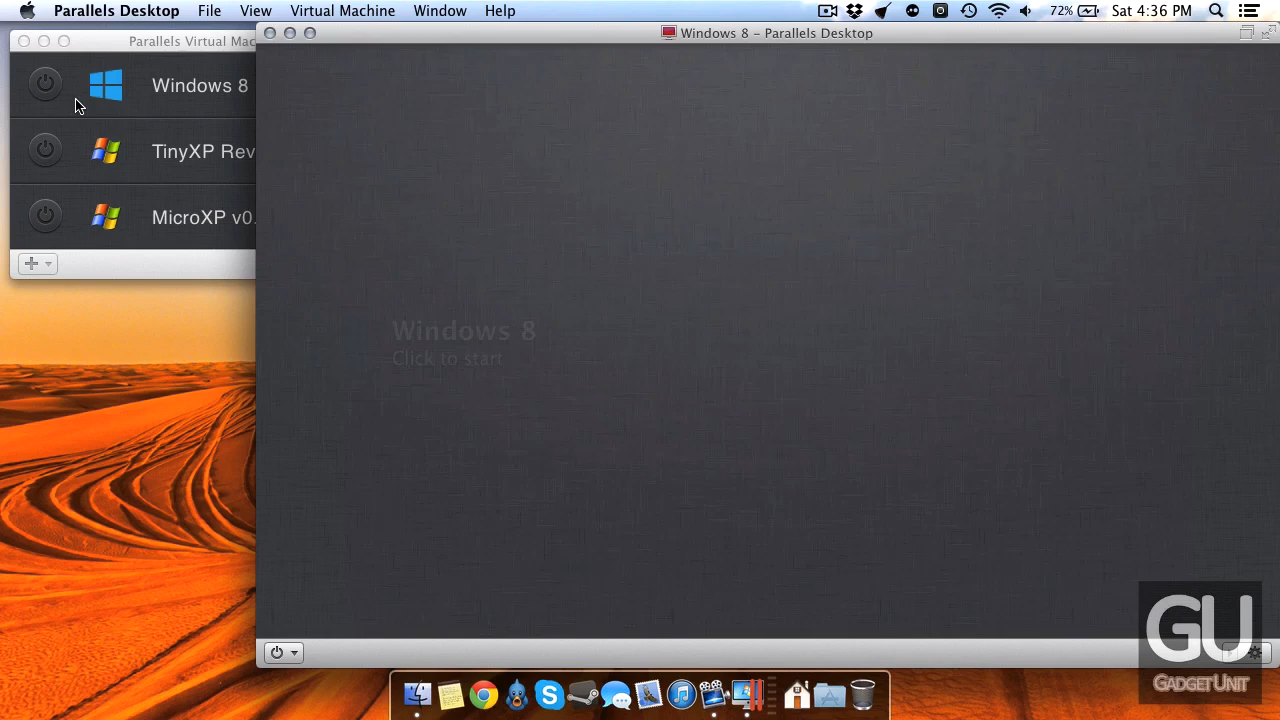 Parallels Desktop File View Virtual Machine Window Help 72% Sat 4:36 PM
Parallels Virtual Mac
Windows 8 - Parallels Desktop
Windows 8
TinyXP Rev
MicroXP v0.
Windows 8
Click to start
GU
GADGETUNIT